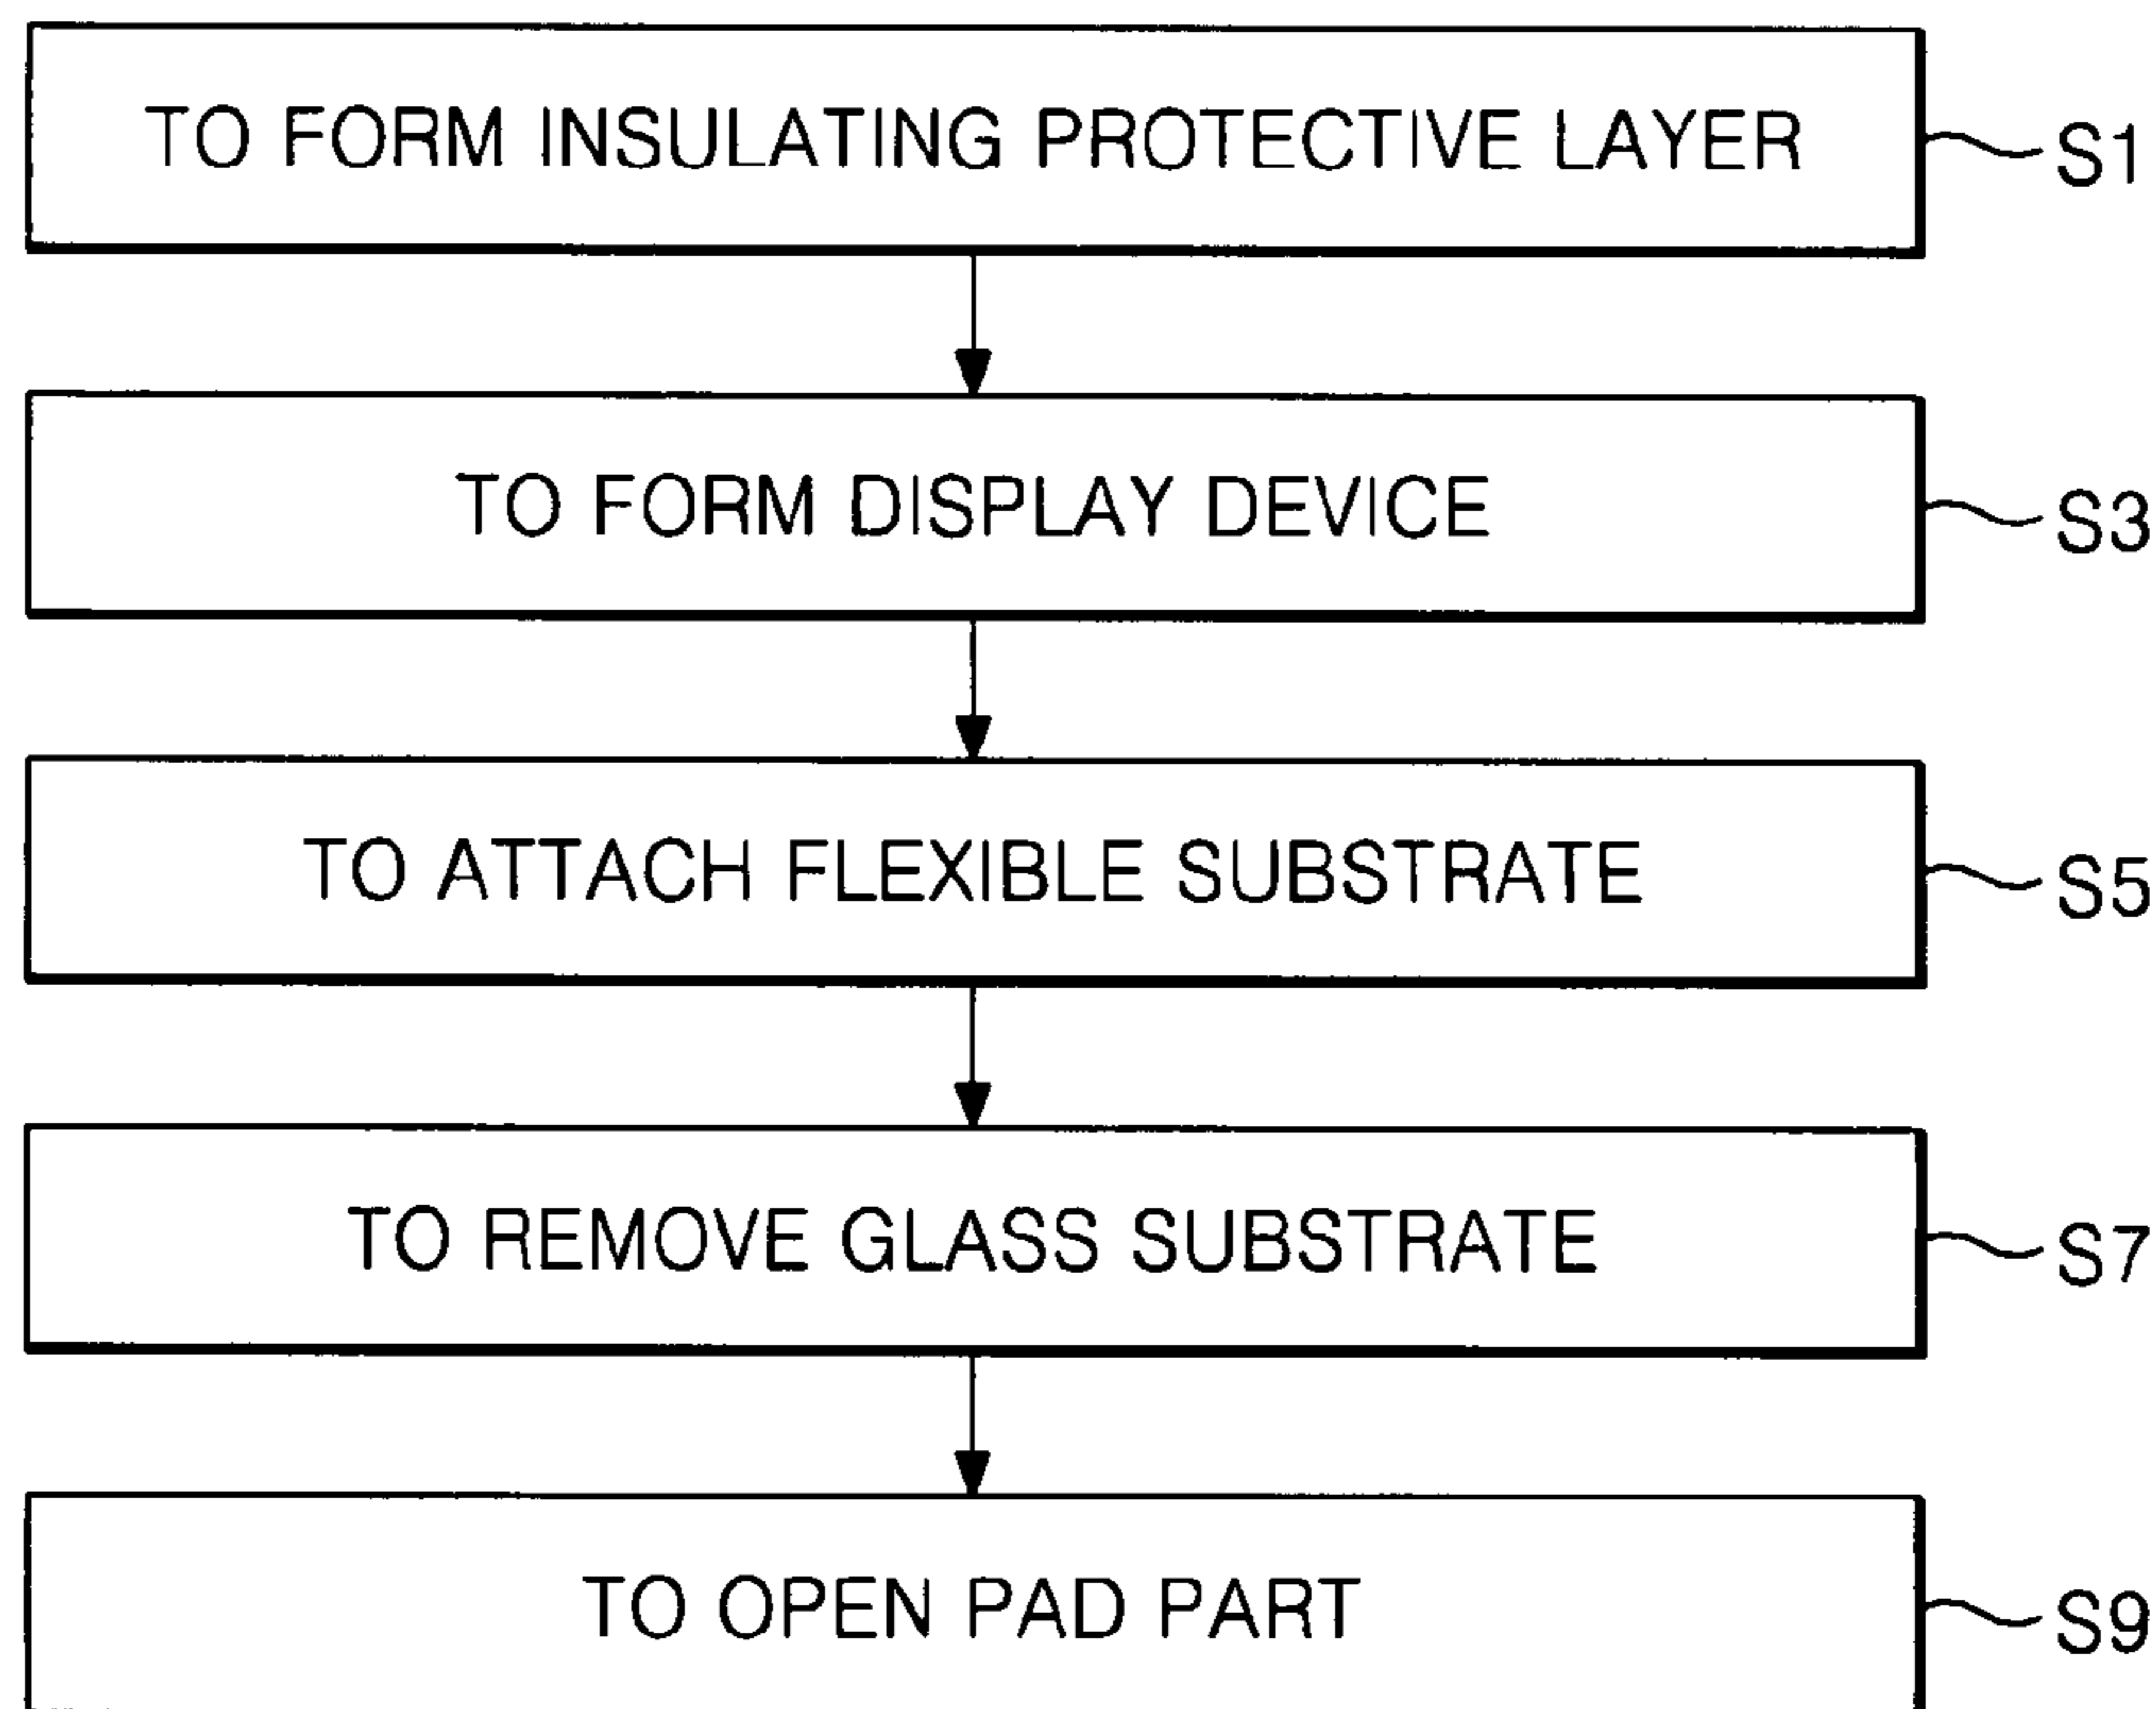 TO FORM INSULATING PROTECTIVE LAYER S1
TO FORM DISPLAY DEVICE S3
TO ATTACH FLEXIBLE SUBSTRATE S5
TO REMOVE GLASS SUBSTRATE S7
TO OPEN PAD PART S9